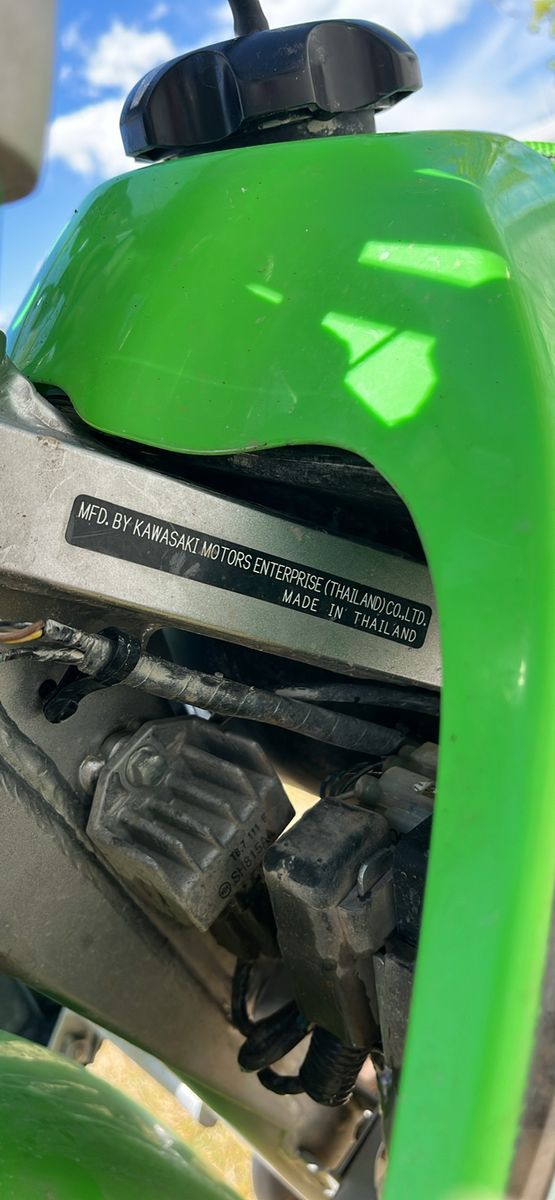 MFD. BY KAWASAKI MOTORS ENTERPRISE (THAILAND) CO.,LTD.
MADE IN THAILAND